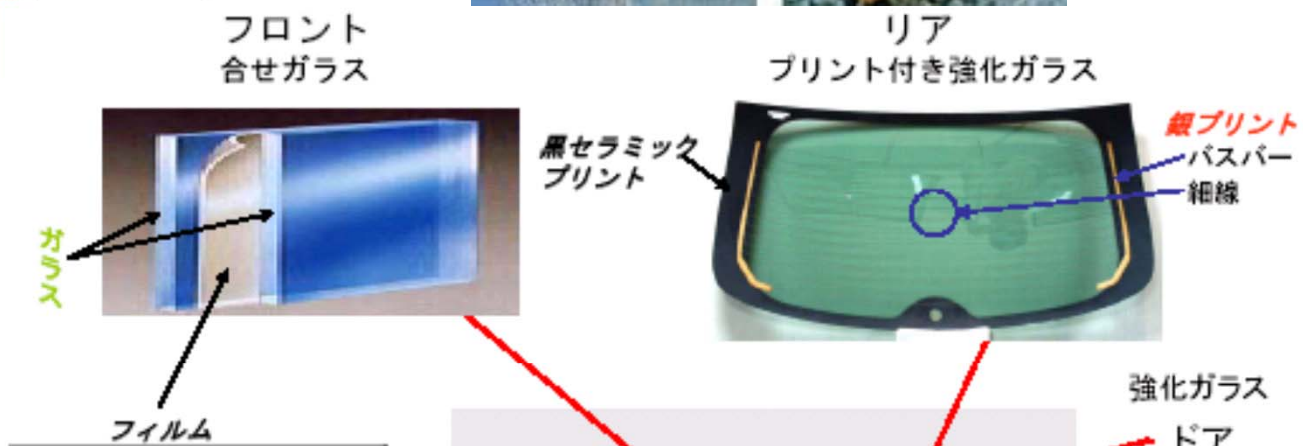 フロント
合せガラス
リア
プリント付き強化ガラス
黒セラミック
プリント
銀プリント
バスバー
細線
ガラス
フィルム
強化ガラス
ドア